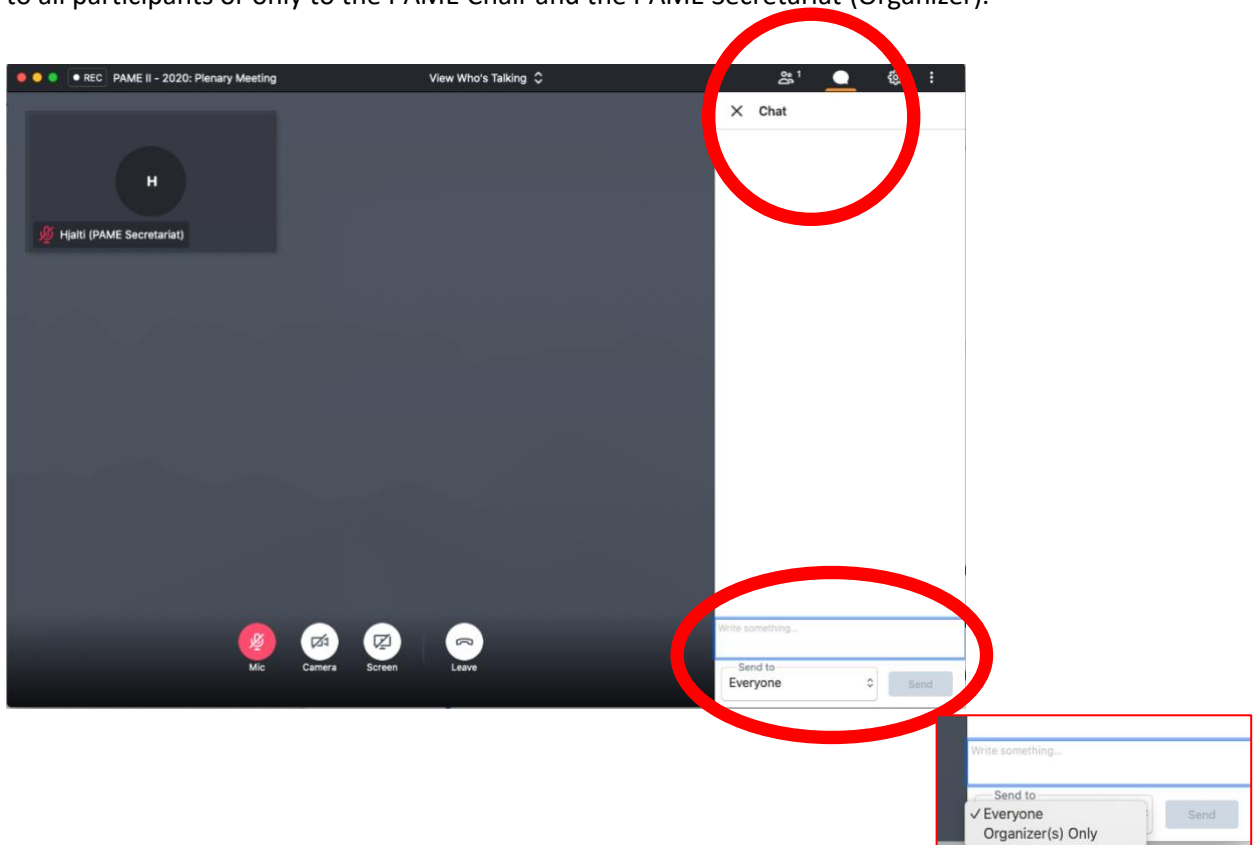 to all participants or only to the PAME Chair and the PAME Secretariat (Organizer).
REC PAME II - 2020: Plenary Meeting View Who's Talking 1
Chat
H
Hjalti (PAME Secretariat)
Write something...
Send to
Everyone Send
Mic Camera Screen Leave
Write something...
Send to
Everyone Send
Organizer(s) Only